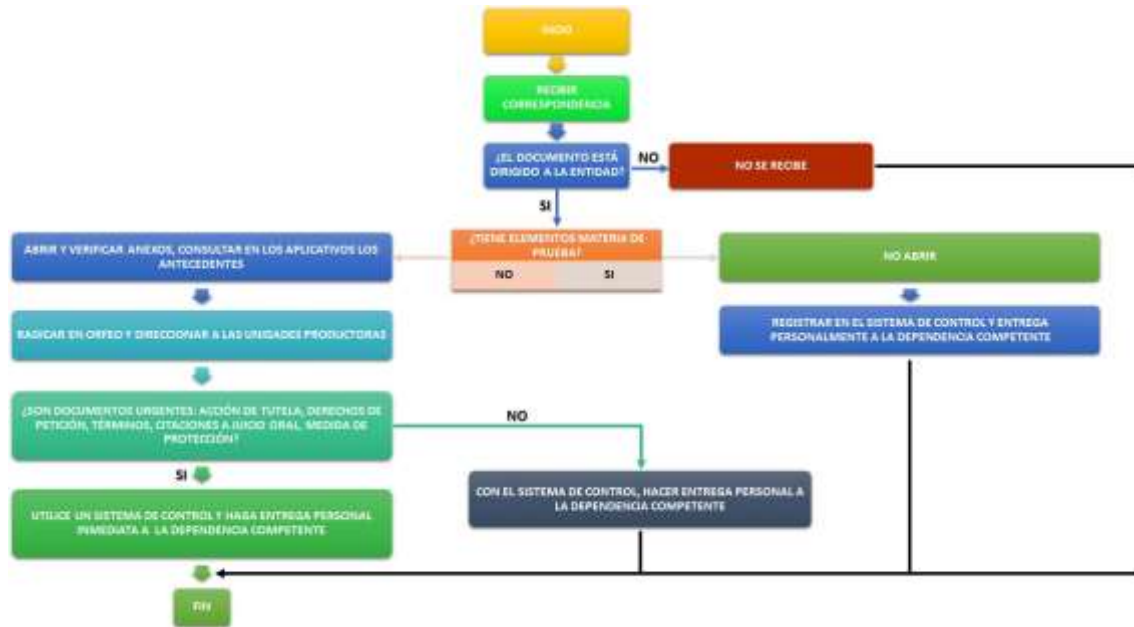 INICIO
RECIBIR
CORRESPONDENCIA
¿EL DOCUMENTO ESTÁ
DIRIGIDO A LA ENTIDAD?
NO
NO SE RECIBE
SI
¿TIENE ELEMENTOS MATERIA DE
PRUEBA?
NO
SI
ABRIR Y VERIFICAR ANEXOS, CONSULTAR EN LOS APLICATIVOS LOS
ANTECEDENTES
NO ABRIR
RADICAR EN ORFEO Y DIRECCIONAR A LAS UNIDADES PRODUCTORAS
REGISTRAR EN EL SISTEMA DE CONTROL Y ENTREGA
PERSONALMENTE A LA DEPENDENCIA COMPETENTE
¿SON DOCUMENTOS URGENTES: ACCIÓN DE TUTELA, DERECHOS DE
PETICIÓN, TÉRMINOS, CITACIONES A JUICIO ORAL, MEDIDA DE
PROTECCIÓN?
NO
SI
CON EL SISTEMA DE CONTROL, HACER ENTREGA PERSONAL A
LA DEPENDENCIA COMPETENTE
UTILICE UN SISTEMA DE CONTROL Y HAGA ENTREGA PERSONAL
INMEDIATA A LA DEPENDENCIA COMPETENTE
FIN